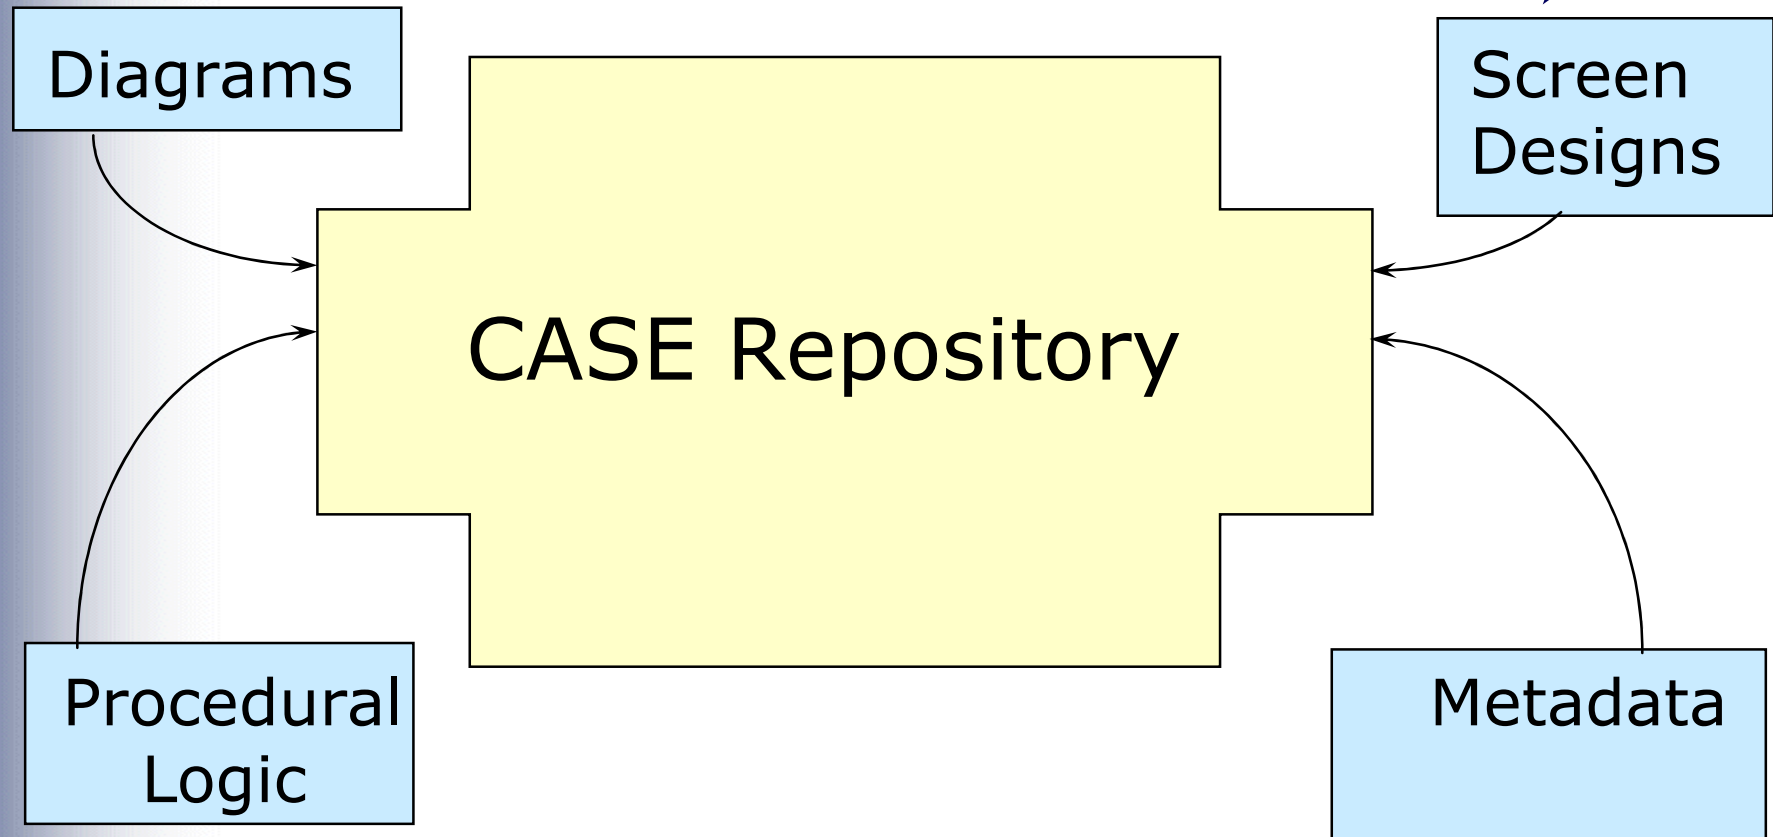 Diagrams
Screen
Designs
CASE Repository
Procedural
Logic
Metadata